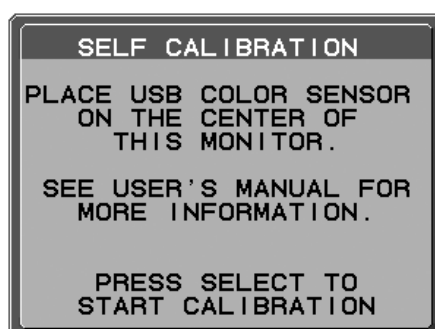 SELF CALIBRATION
PLACE USB COLOR SENSOR
ON THE CENTER OF
THIS MONITOR.
SEE USER'S MANUAL FOR
MORE INFORMATION.
PRESS SELECT TO
START CALIBRATION